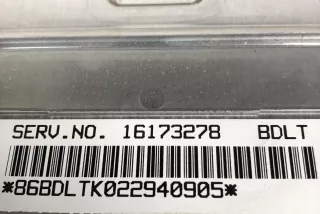 SERV.NO. 16173278 BDLT
*86BDLTK022940905*